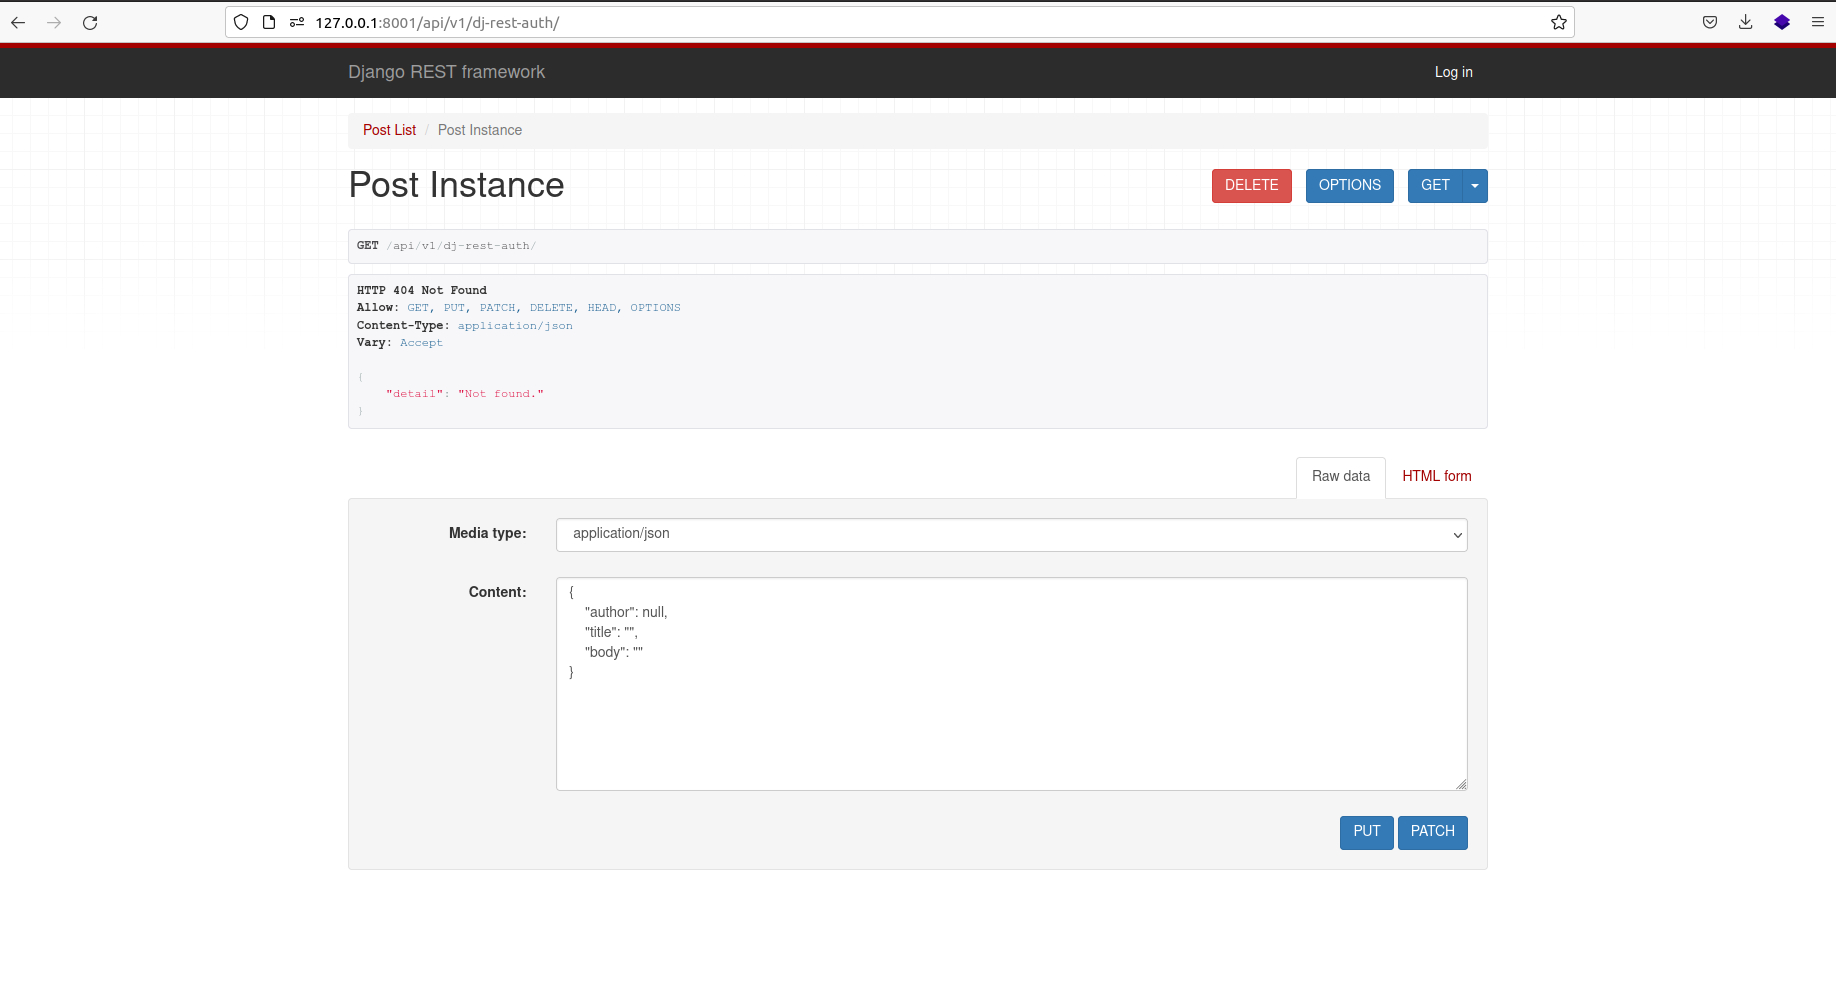 127.0.0.1:8001/api/v1/dj-rest-auth/
Django REST framework
Log in
Post List / Post Instance
Post Instance
DELETE
OPTIONS
GET
GET /api/v1/dj-rest-auth/
HTTP 404 Not Found
Allow: GET, PUT, PATCH, DELETE, HEAD, OPTIONS
Content-Type: application/json
Vary: Accept
{
"detail": "Not found."
}
Raw data
HTML form
Media type:
application/json
Content:
{
"author": null,
"title": "",
"body": ""
}
PUT
PATCH